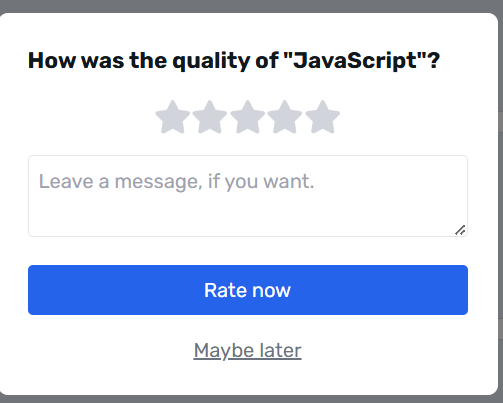 How was the quality of "JavaScript"?
Leave a message, if you want.
Rate now
Maybe later